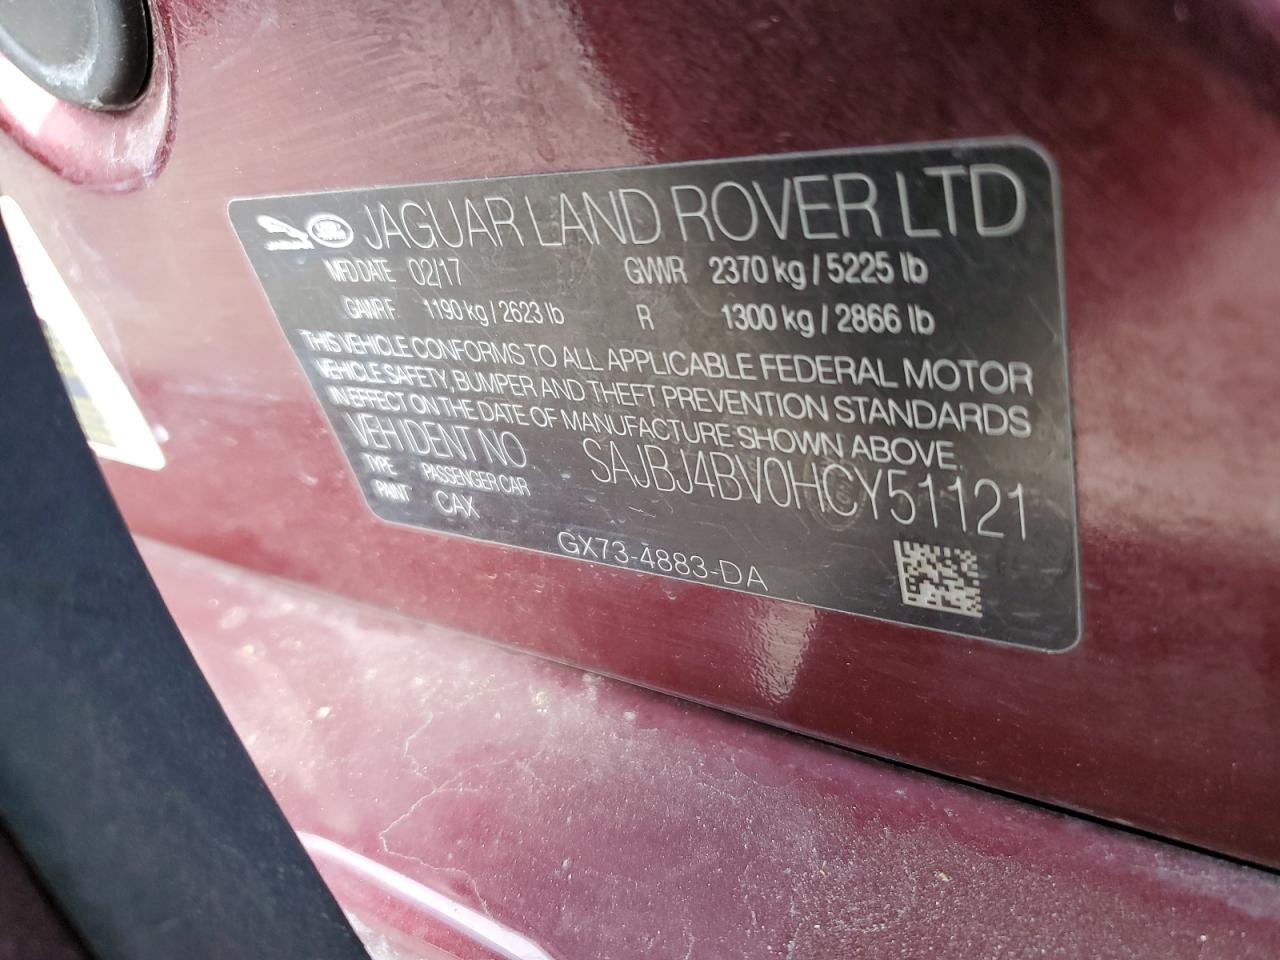 JAGUAR LAND ROVER LTD
MFD DATE 02/17 GVWR 2370 kg / 5225 lb
GAWR F 1190 kg / 2623 lb R 1300 kg / 2866 lb
THIS VEHICLE CONFORMS TO ALL APPLICABLE FEDERAL MOTOR
VEHICLE SAFETY, BUMPER AND THEFT PREVENTION STANDARDS
IN EFFECT ON THE DATE OF MANUFACTURE SHOWN ABOVE.
VEH IDENT NO SAJBJ4BV0HCY51121
TYPE PASSENGER CAR
PAINT CAX
GX73-4883-DA